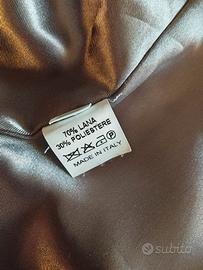 70% LANA
30% POLIESTERE
MADE IN ITALY
subito